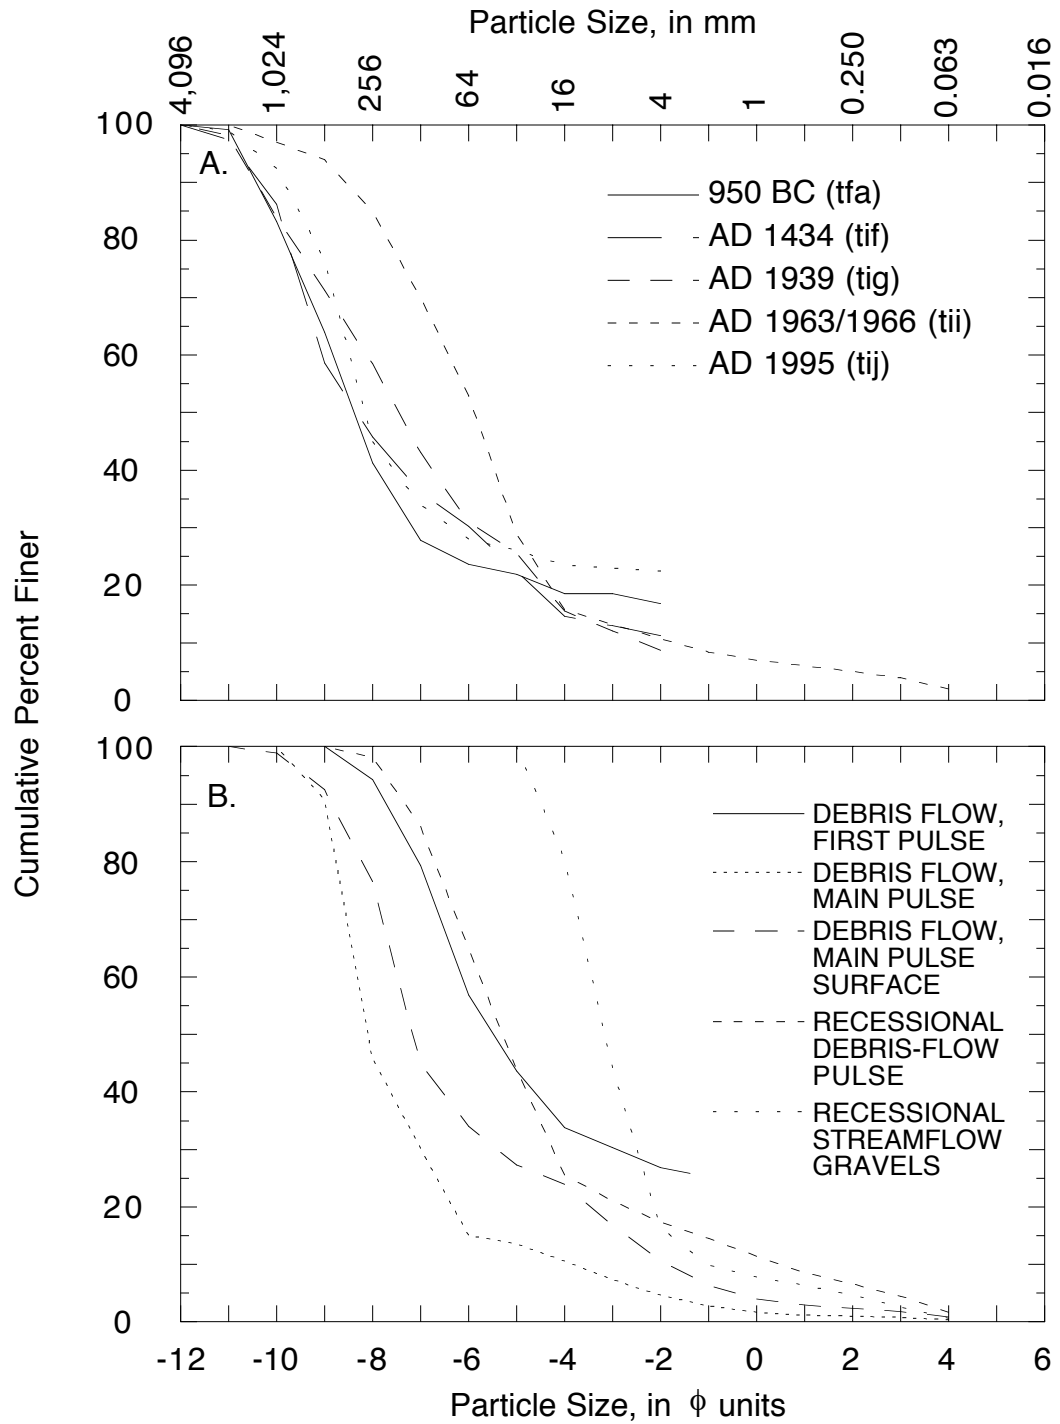 Particle Size, in mm
4,096
1,024
256
64
16
4
1
0.250
0.063
0.016
Cumulative Percent Finer
100
80
60
40
20
0
A.
950 BC (tfa)
AD 1434 (tif)
AD 1939 (tig)
AD 1963/1966 (tii)
AD 1995 (tij)
100
80
60
40
20
0
B.
DEBRIS FLOW,
FIRST PULSE
DEBRIS FLOW,
MAIN PULSE
DEBRIS FLOW,
MAIN PULSE
SURFACE
RECESSIONAL
DEBRIS-FLOW
PULSE
RECESSIONAL
STREAMFLOW
GRAVELS
-12
-10
-8
-6
-4
-2
0
2
4
6
Particle Size, in ϕ units